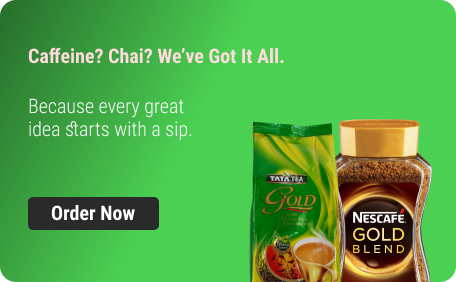 Caffeine? Chai? We've Got It All.
Because every great
idea starts with a sip.
Order Now
TATA TEA
GOLD
NESCAFÉ.
GOLD
BLEND